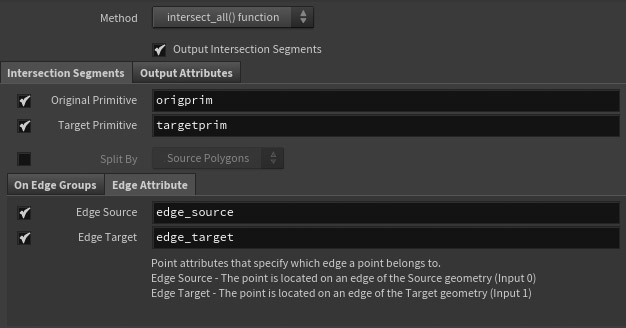 Method intersect_all() function
Output Intersection Segments
Intersection Segments Output Attributes
Original Primitive origprim
Target Primitive targetprim
Split By Source Polygons
On Edge Groups Edge Attribute
Edge Source edge_source
Edge Target edge_target
Point attributes that specify which edge a point belongs to.
Edge Source - The point is located on an edge of the Source geometry (Input 0)
Edge Target - The point is located on an edge of the Target geometry (Input 1)